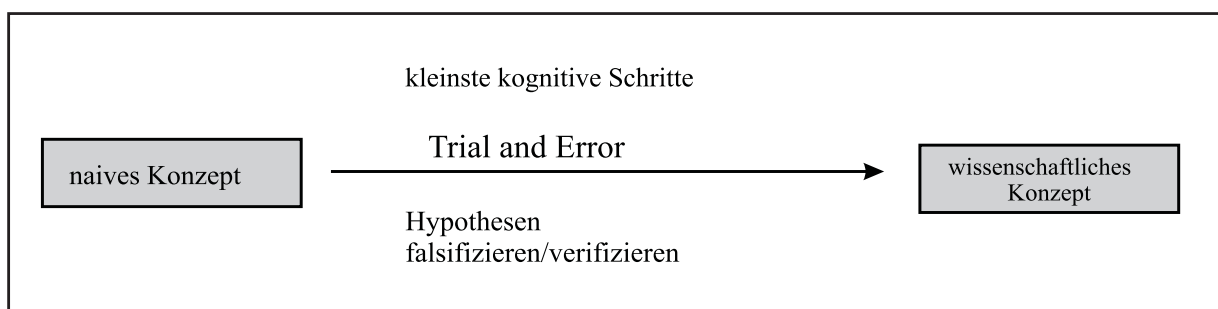 kleinste kognitive Schritte
Trial and Error
naives Konzept
wissenschaftliches
Konzept
Hypothesen
falsifizieren/verifizieren